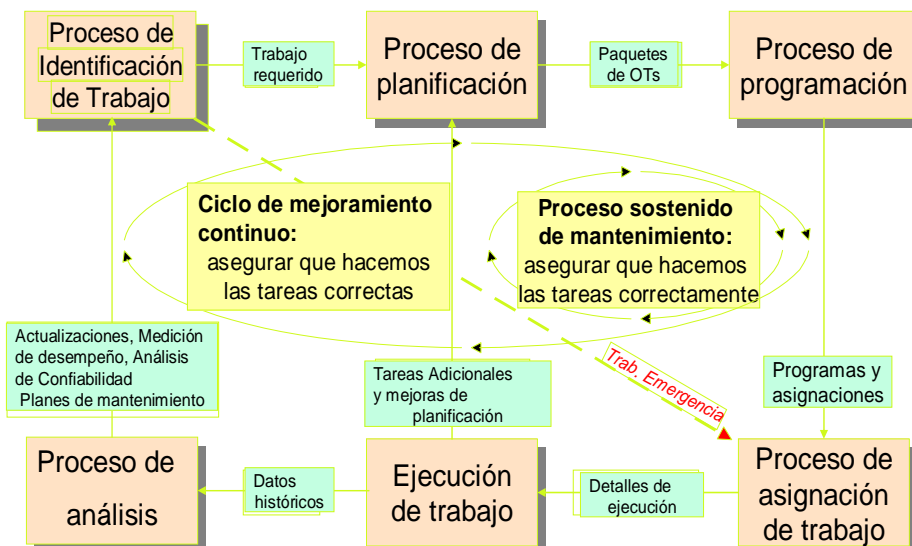 Proceso de
Identificación
de Trabajo
Trabajo
requerido
Proceso de
planificación
Paquetes
de OTs
Proceso de
programación
Ciclo de mejoramiento
continuo:
asegurar que hacemos
las tareas correctas
Proceso sostenido
de mantenimiento:
asegurar que hacemos
las tareas correctamente
Actualizaciones, Medición
de desempeño, Análisis
de Confiabilidad
Planes de mantenimiento
Tareas Adicionales
y mejoras de
planificación
Trab. Emergencia
Programas y
asignaciones
Proceso de
análisis
Datos
históricos
Ejecución
de trabajo
Detalles de
ejecución
Proceso de
asignación
de trabajo